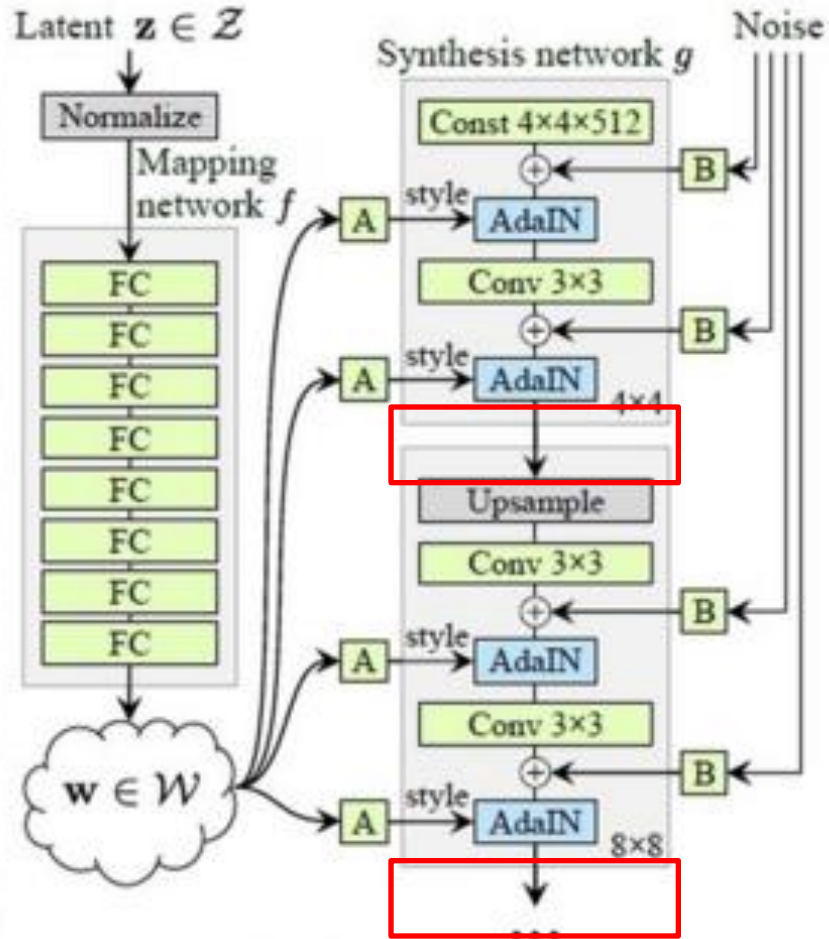 Latent z ∈ 𝒵
Noise
Synthesis network g
Normalize
Const 4×4×512
Mapping
network f
B
A
style
AdaIN
FC
Conv 3×3
FC
B
FC
A
style
AdaIN
4×4
FC
FC
Upsample
FC
Conv 3×3
FC
B
FC
A
style
AdaIN
Conv 3×3
w ∈ 𝒲
B
A
style
AdaIN
8×8